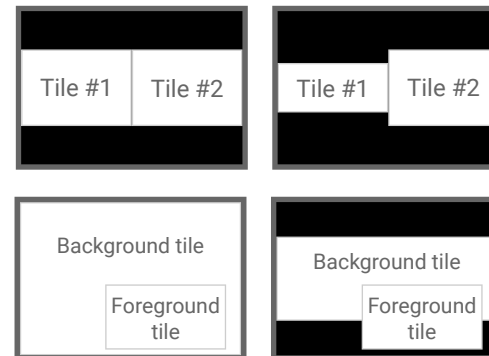 Tile #1 Tile #2
Tile #1 Tile #2
Background tile
Foreground
tile
Background tile
Foreground
tile